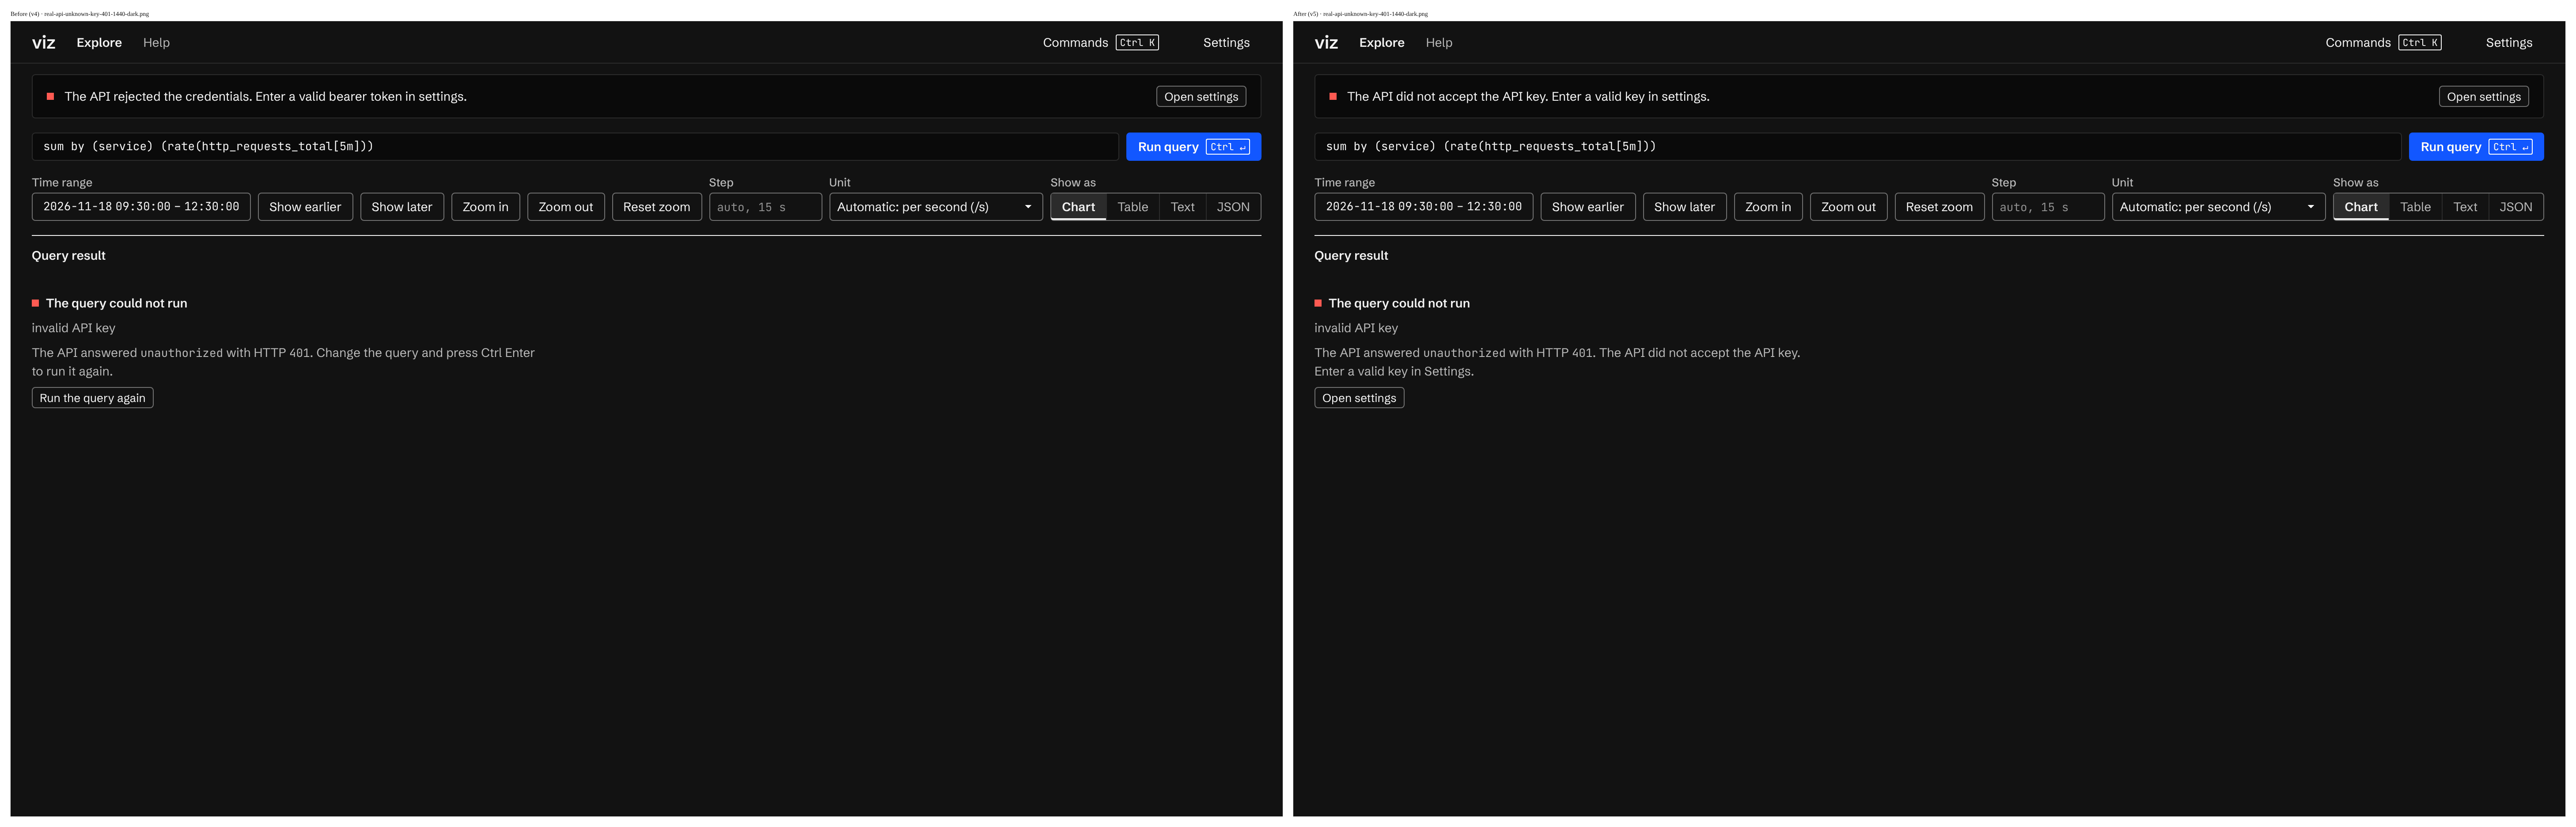 Before (v4) · real-api-unknown-key-401-1440-dark.png
viz Explore Help Commands Ctrl K Settings
The API rejected the credentials. Enter a valid bearer token in settings. Open settings
sum by (service) (rate(http_requests_total[5m])) Run query Ctrl ↵
Time range Step Unit Show as
2026-11-18 09:30:00 – 12:30:00 Show earlier Show later Zoom in Zoom out Reset zoom auto, 15 s Automatic: per second (/s) Chart Table Text JSON
Query result
The query could not run
invalid API key
The API answered unauthorized with HTTP 401. Change the query and press Ctrl Enter
to run it again.
Run the query again
After (v5) · real-api-unknown-key-401-1440-dark.png
viz Explore Help Commands Ctrl K Settings
The API did not accept the API key. Enter a valid key in settings. Open settings
sum by (service) (rate(http_requests_total[5m])) Run query Ctrl ↵
Time range Step Unit Show as
2026-11-18 09:30:00 – 12:30:00 Show earlier Show later Zoom in Zoom out Reset zoom auto, 15 s Automatic: per second (/s) Chart Table Text JSON
Query result
The query could not run
invalid API key
The API answered unauthorized with HTTP 401. The API did not accept the API key.
Enter a valid key in Settings.
Open settings